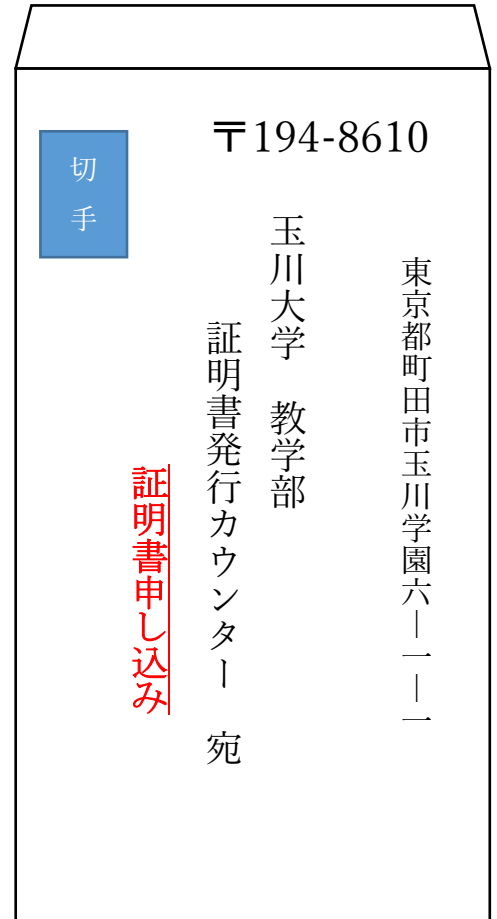 〒194-8610
東京都町田市玉川学園六―一―一
玉川大学　教学部
証明書発行カウンター　宛
証明書申し込み
切手